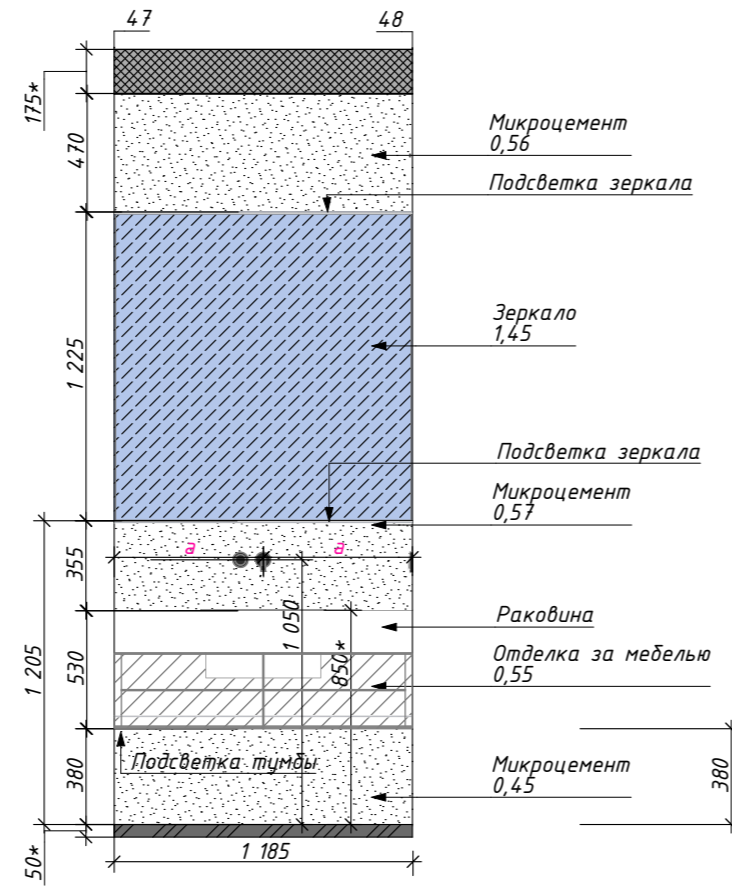 47
48
175*
470
Микроцемент
0,56
Подсветка зеркала
1 225
Зеркало
1,45
Подсветка зеркала
Микроцемент
0,57
a
a
355
1 050
850*
Раковина
1 205
530
Отделка за мебелью
0,55
Подсветка тумбы
380
Микроцемент
0,45
380
50*
1 185